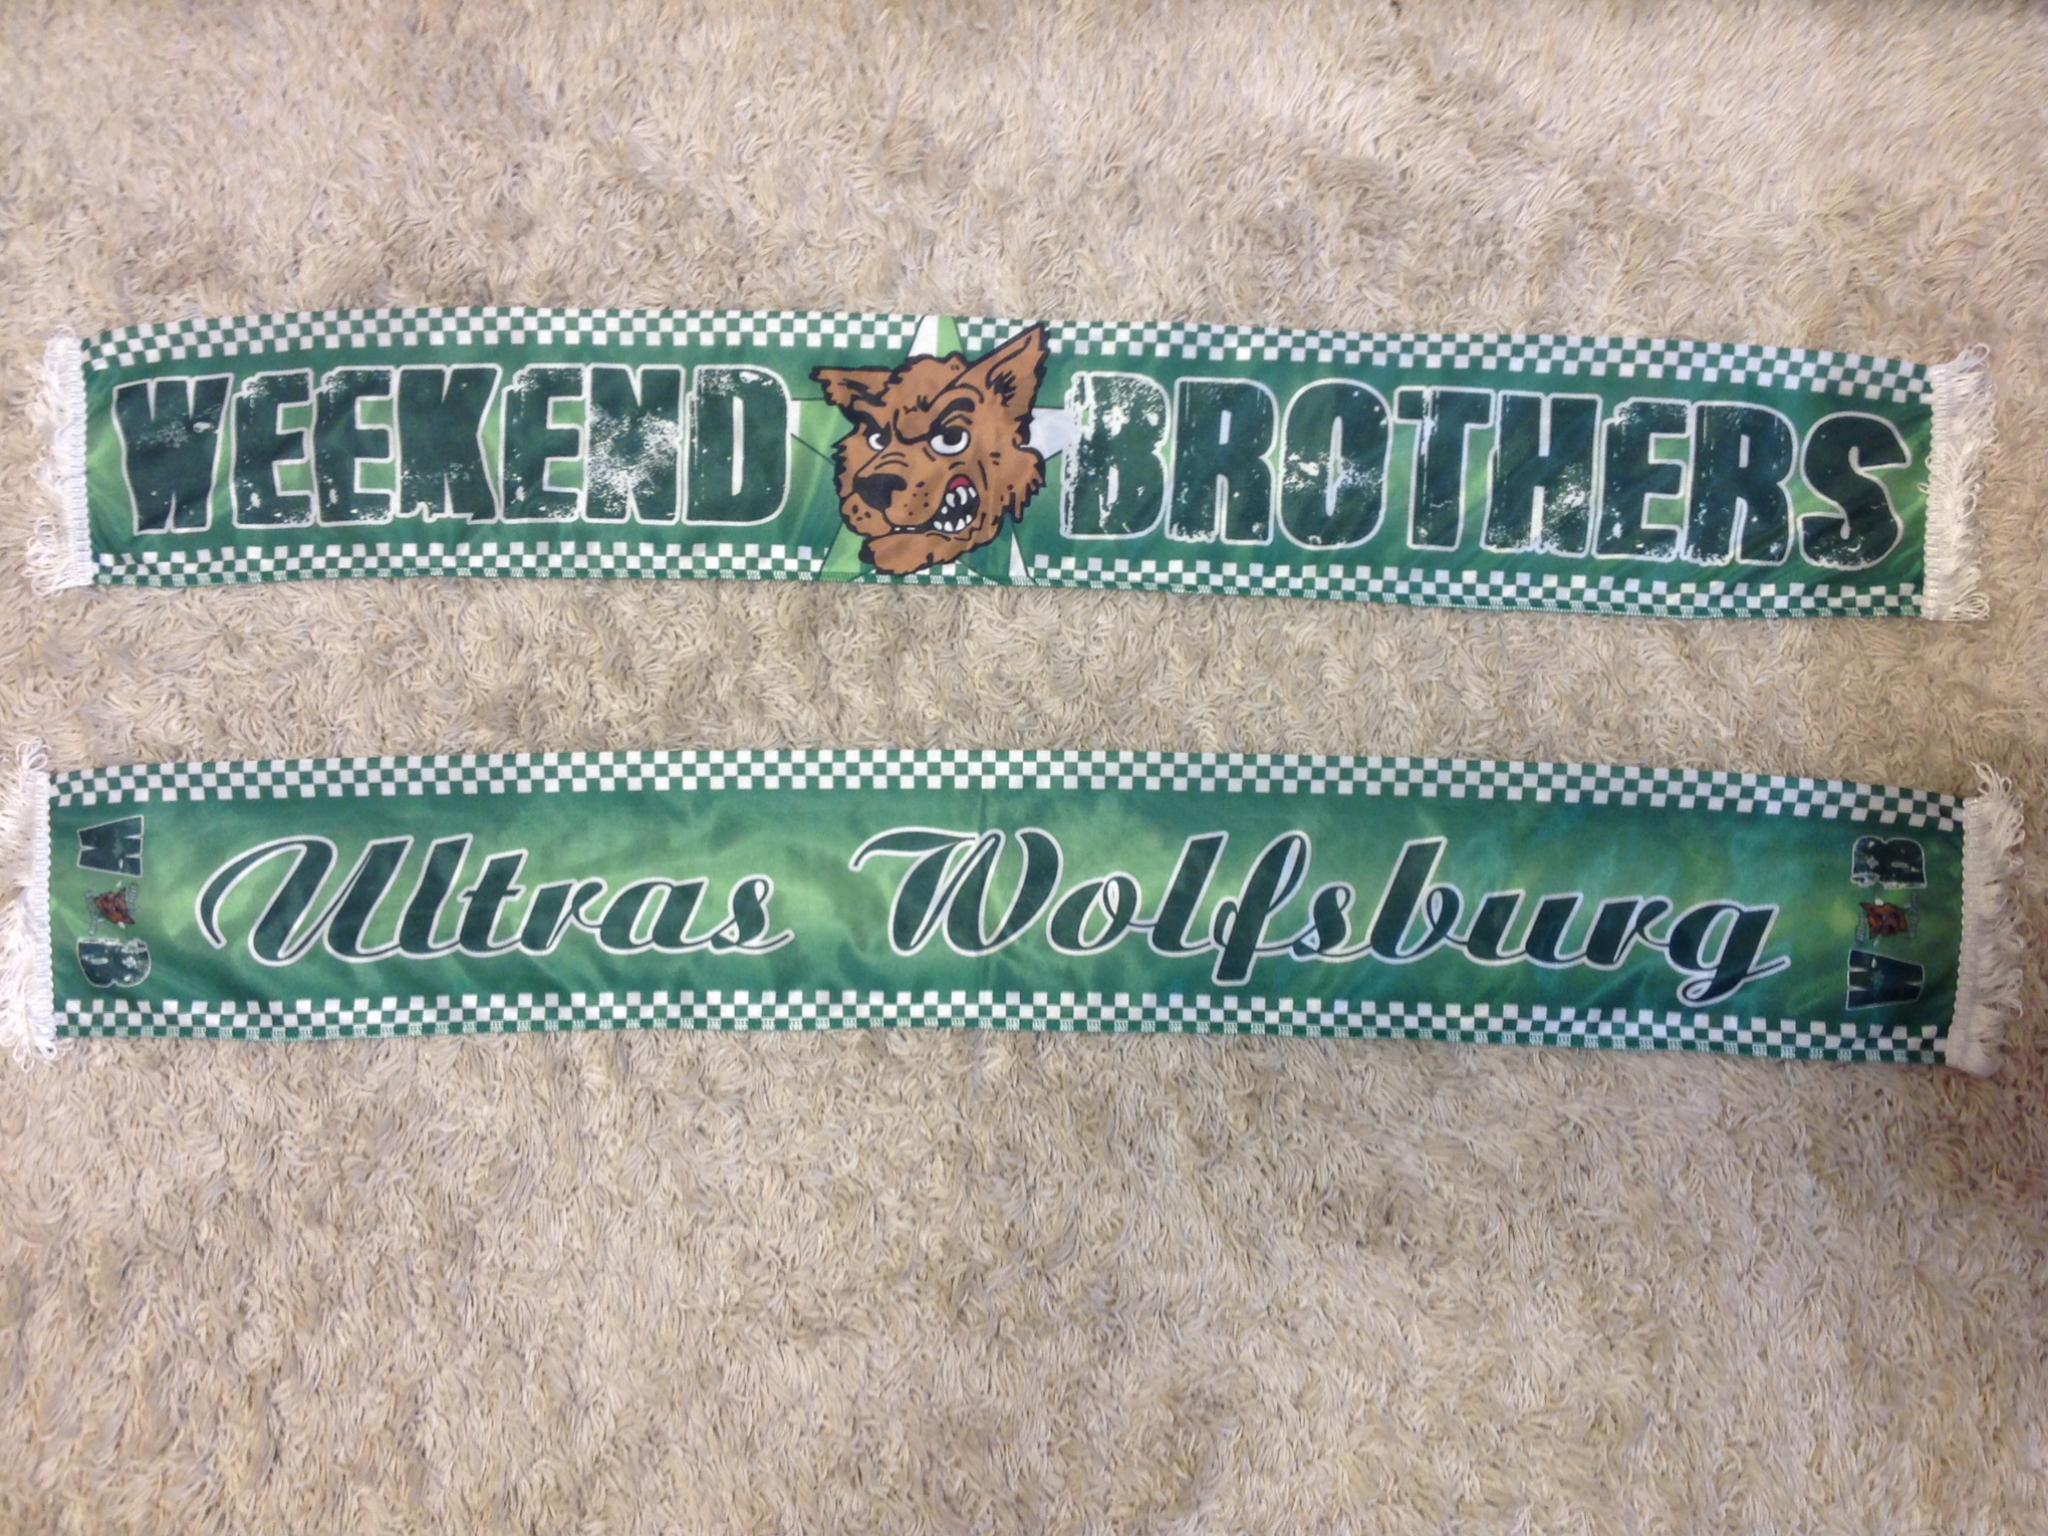 WEEKEND BROTHERS
Ultras Wolfsburg
W B
W B